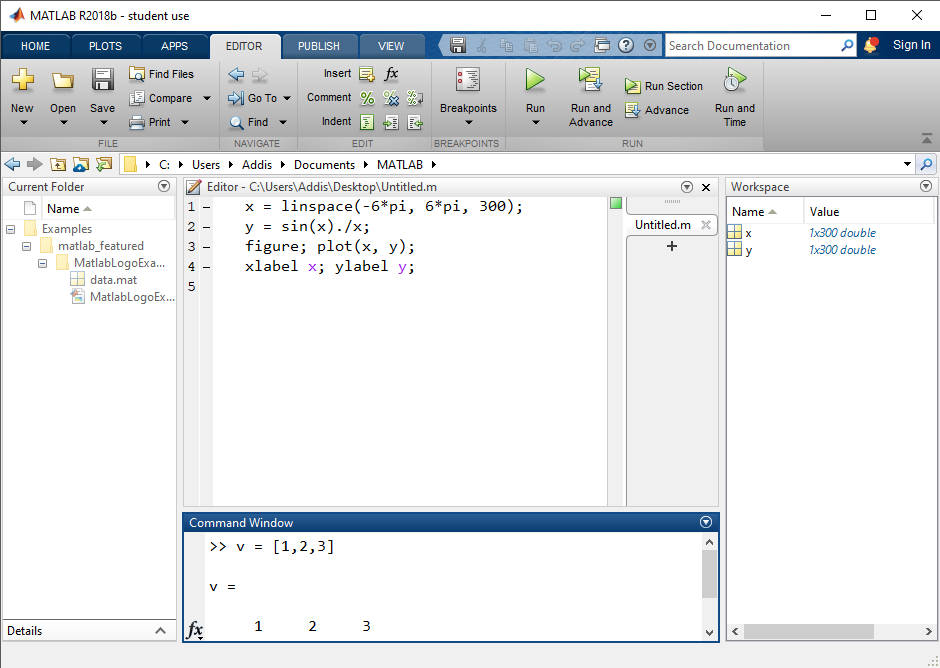 MATLAB R2018b - student use
HOME PLOTS APPS EDITOR PUBLISH VIEW Search Documentation Sign In
New Open Save Find Files Compare Print
FILE
Go To Find
NAVIGATE
Insert fx
Comment
Indent
EDIT
Breakpoints
BREAKPOINTS
Run Run and Advance Run Section Advance Run and Time
RUN
C: Users Addis Documents MATLAB
Current Folder
Name
Examples
matlab_featured
MatlabLogoExa...
data.mat
MatlabLogoEx...
Details
Editor - C:\Users\Addis\Desktop\Untitled.m
1 – x = linspace(-6*pi, 6*pi, 300);
2 – y = sin(x)./x;
3 – figure; plot(x, y);
4 – xlabel x; ylabel y;
5
Untitled.m
+
Command Window
>> v = [1,2,3]
v =
1 2 3
fx
Workspace
Name Value
x 1x300 double
y 1x300 double